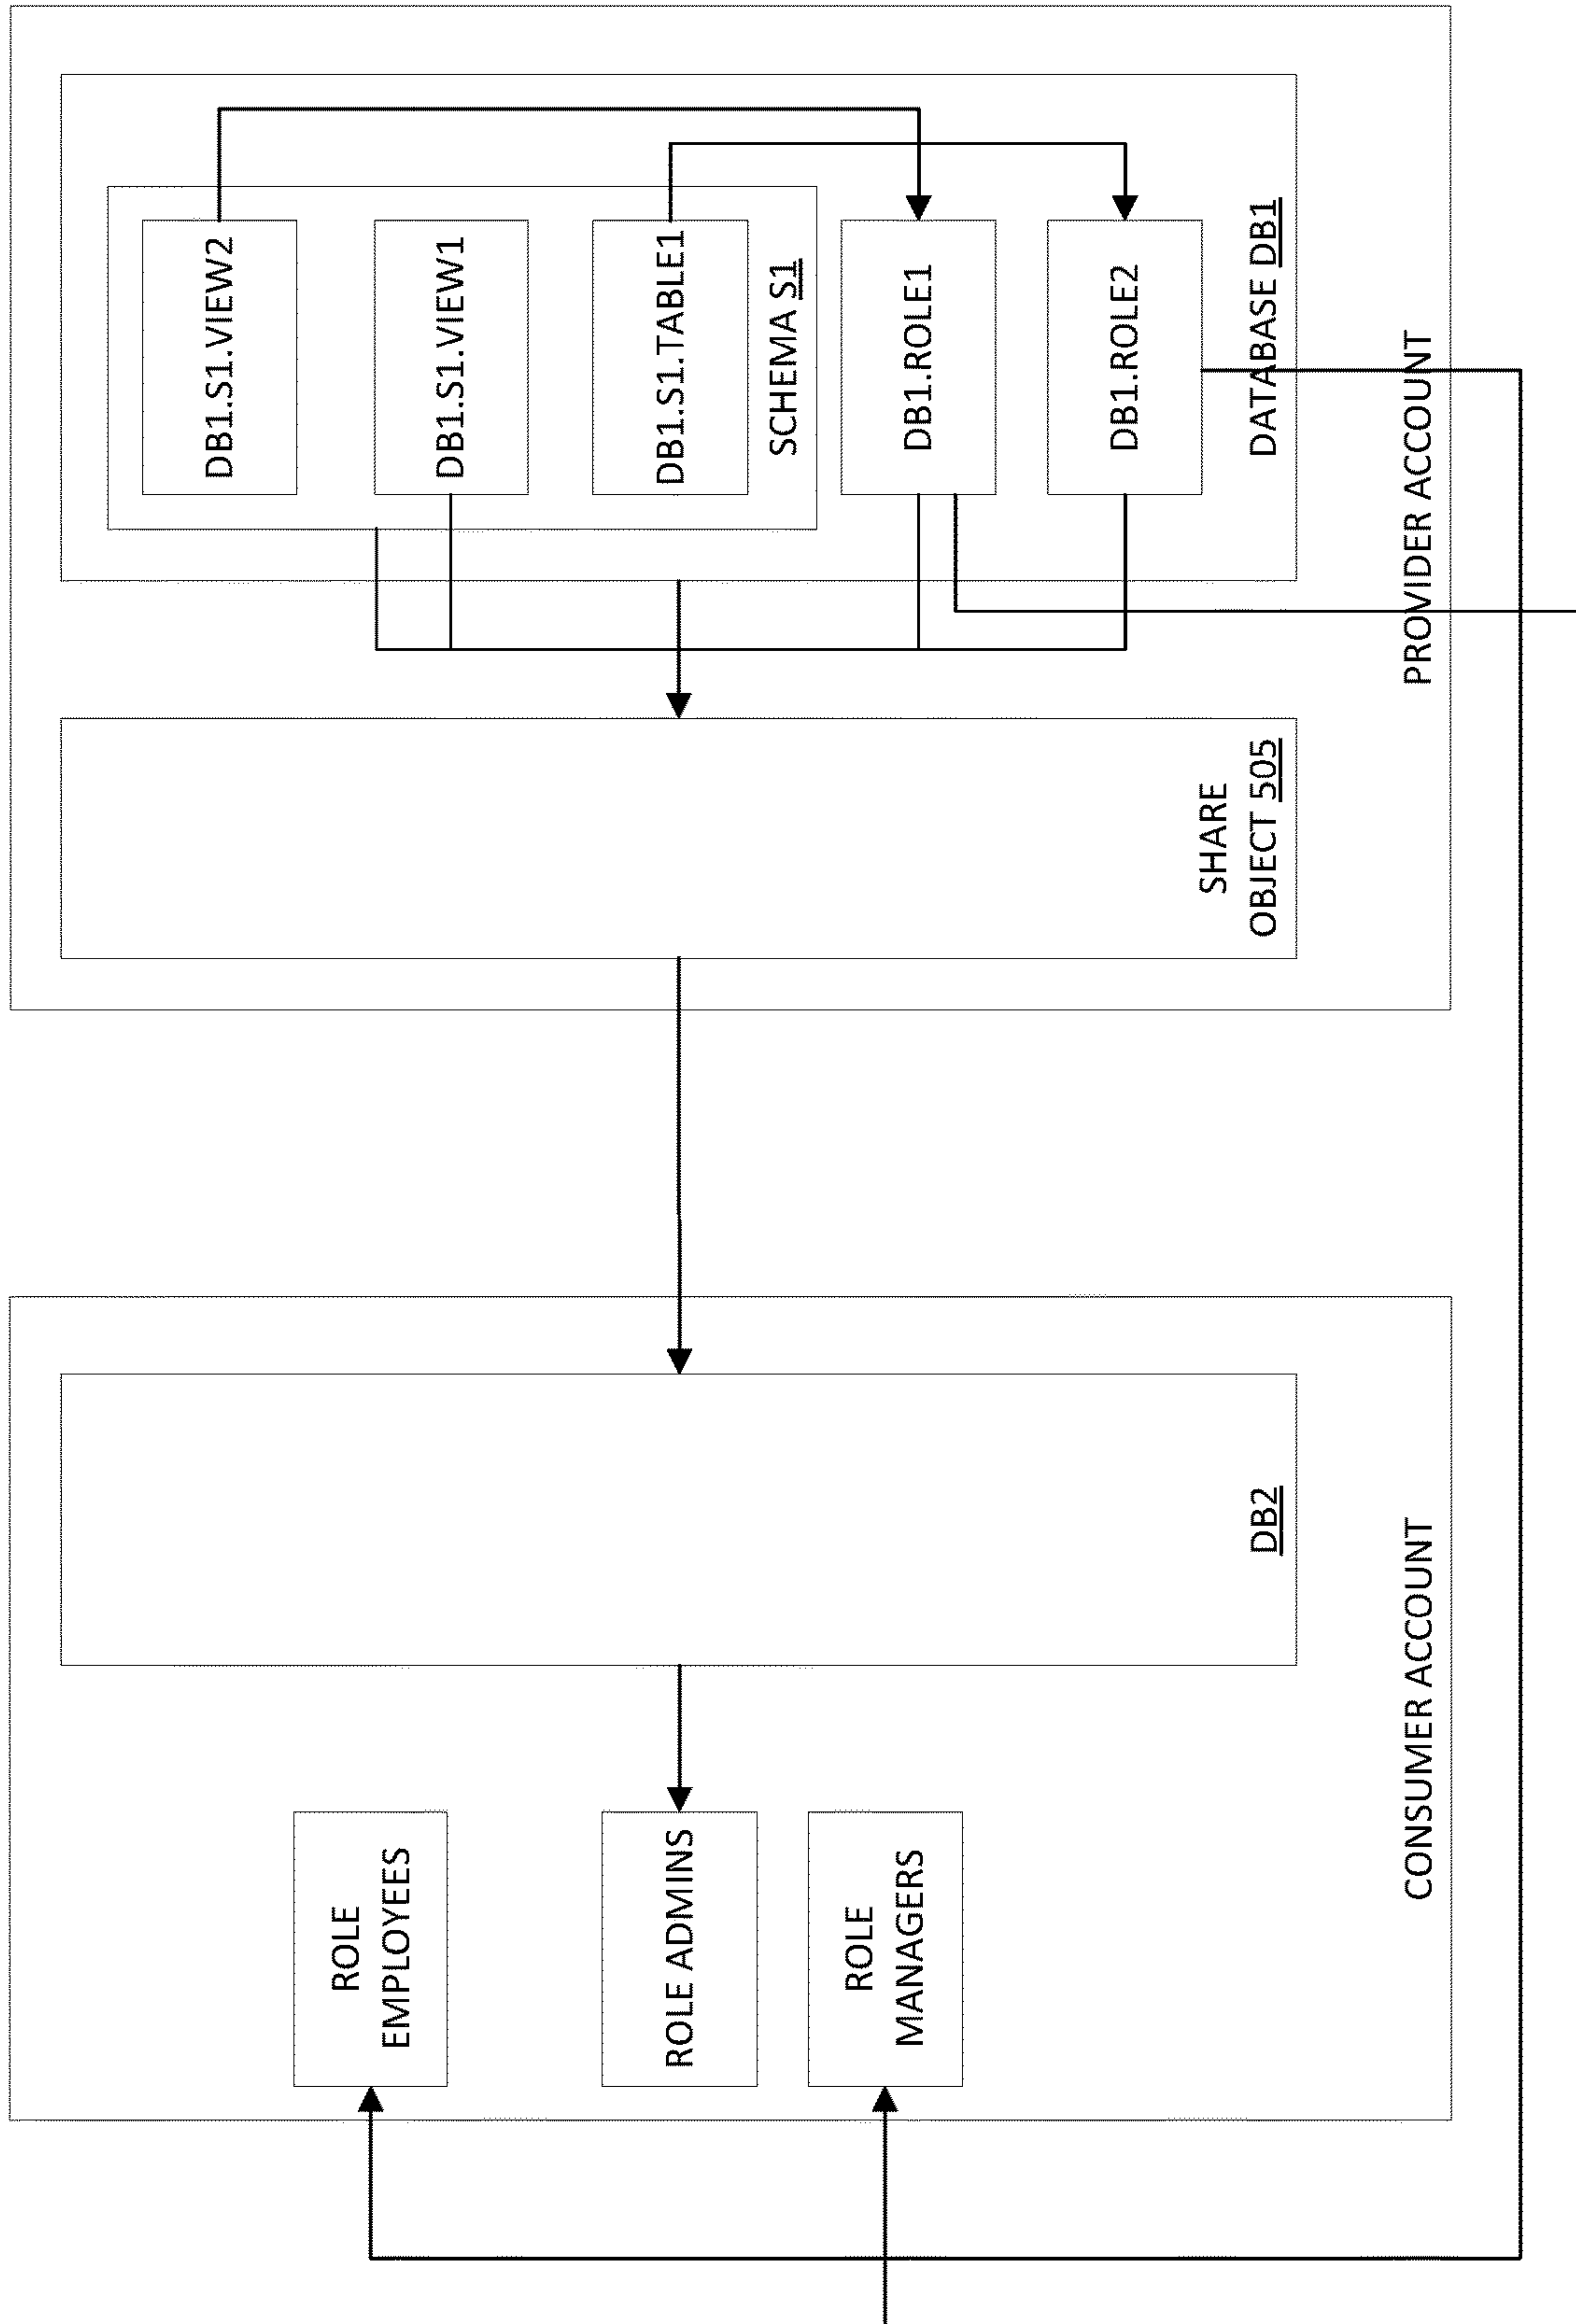 DB1.S1.VIEW2
DB1.S1.VIEW1
DB1.S1.TABLE1
SCHEMA S1
DB1.ROLE1
DB1.ROLE2
DATABASE DB1
PROVIDER ACCOUNT
SHARE
OBJECT 505
DB2
CONSUMER ACCOUNT
ROLE
EMPLOYEES
ROLE ADMINS
ROLE
MANAGERS